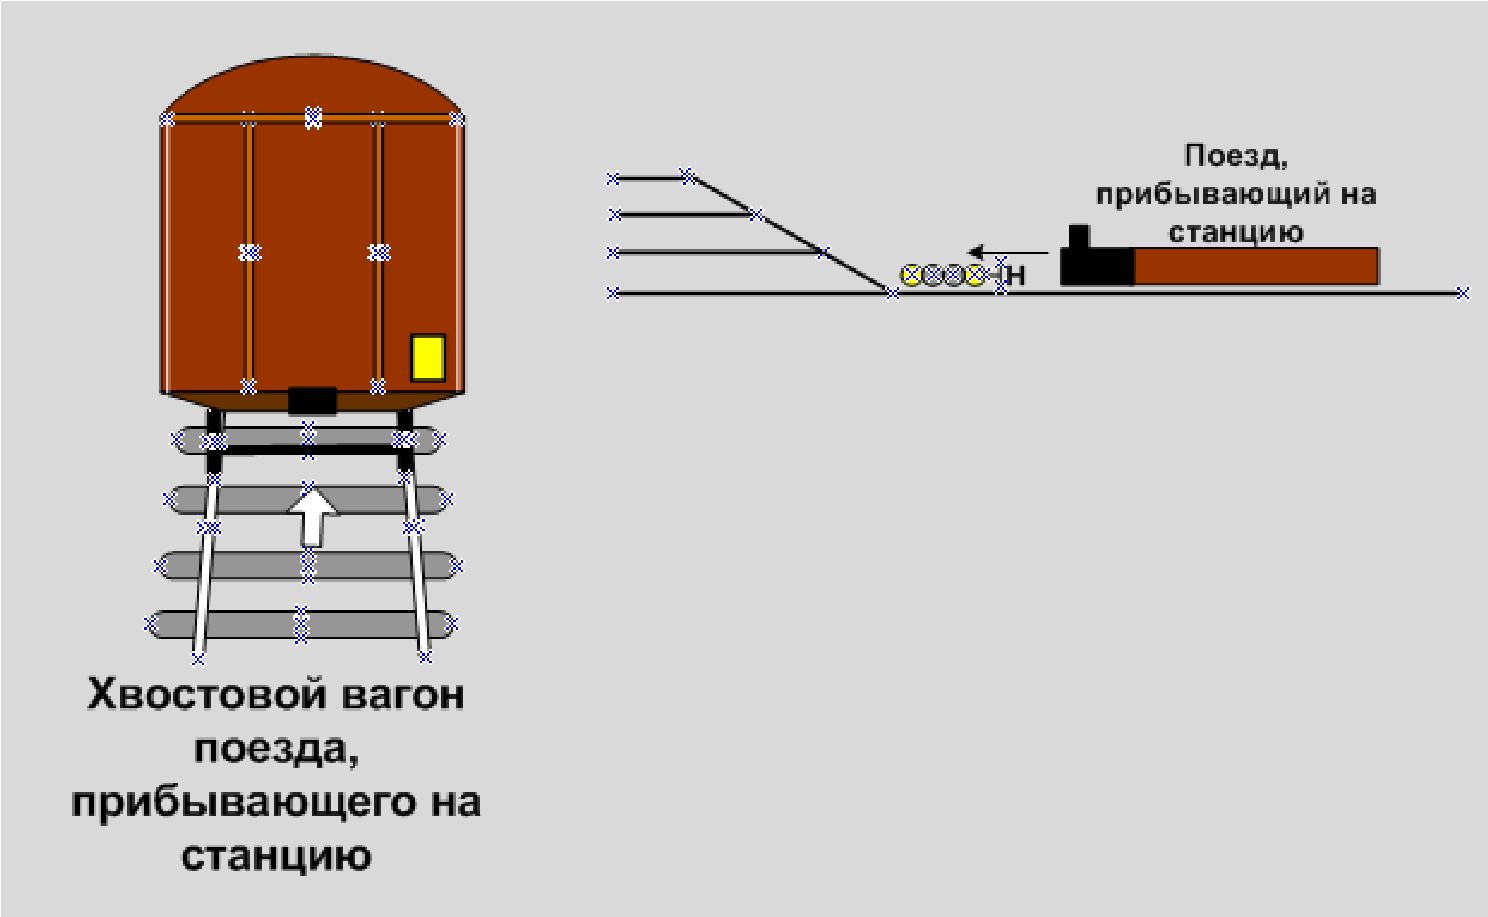 Поезд,
прибывающий на
станцию
Н
Хвостовой вагон
поезда,
прибывающего на
станцию